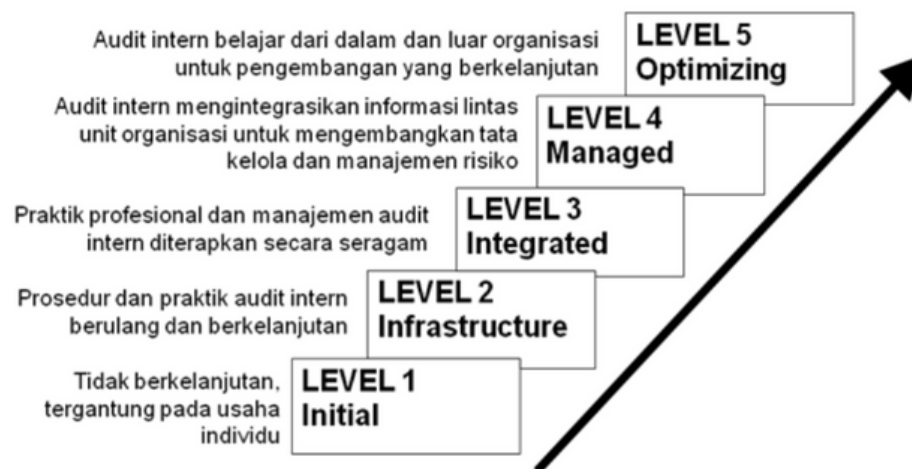 Audit intern belajar dari dalam dan luar organisasi
untuk pengembangan yang berkelanjutan
LEVEL 5
Optimizing
Audit intern mengintegrasikan informasi lintas
unit organisasi untuk mengembangkan tata
kelola dan manajemen risiko
LEVEL 4
Managed
Praktik profesional dan manajemen audit
intern diterapkan secara seragam
LEVEL 3
Integrated
Prosedur dan praktik audit intern
berulang dan berkelanjutan
LEVEL 2
Infrastructure
Tidak berkelanjutan,
tergantung pada usaha
individu
LEVEL 1
Initial